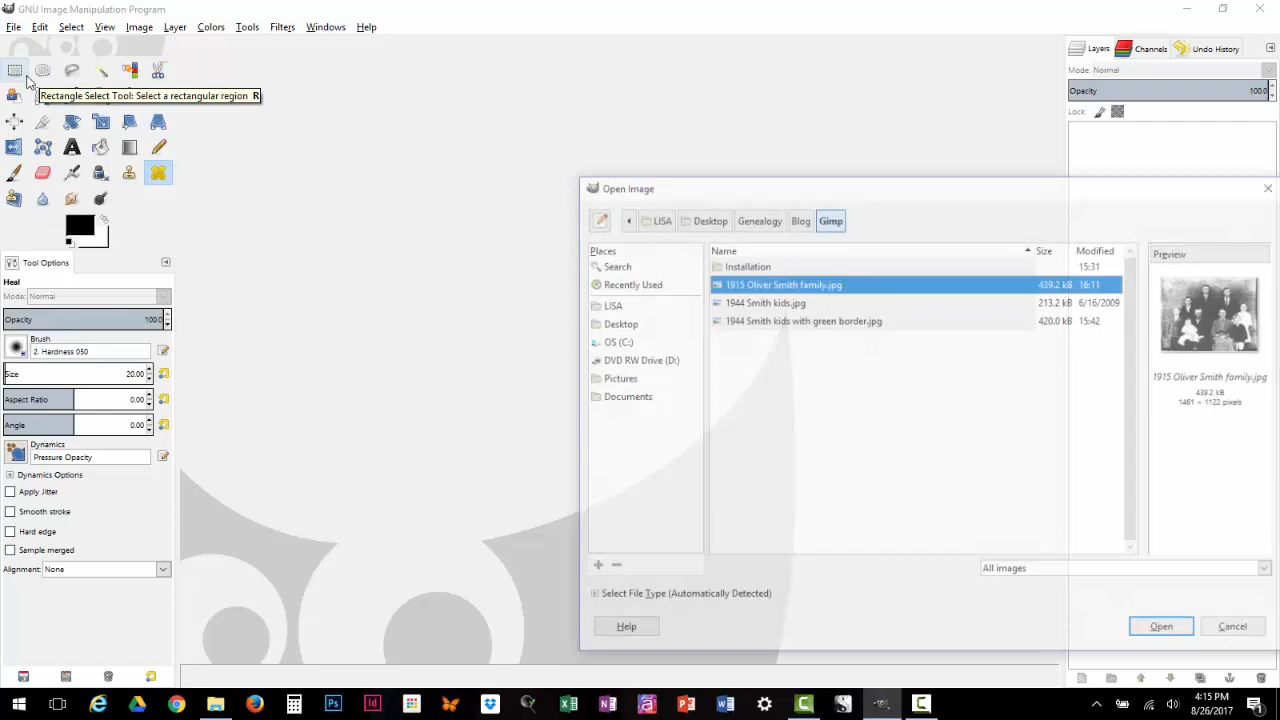 GNU Image Manipulation Program
File Edit Select View Image Layer Colors Tools Filters Windows Help
Layers Channels Undo History
Mode: Normal
Opacity 100.0
Lock:
Rectangle Select Tool: Select a rectangular region R
Tool Options
Heal
Mode: Normal
Opacity 100.0
Brush
2. Hardness 050
Size 20.00
Aspect Ratio 0.00
Angle 0.00
Dynamics
Pressure Opacity
Dynamics Options
Apply Jitter
Smooth stroke
Hard edge
Sample merged
Alignment: None
Open Image
LISA Desktop Genealogy Blog Gimp
Places
Search
Recently Used
LISA
Desktop
OS (C:)
DVD RW Drive (D:)
Pictures
Documents
Name Size Modified
Installation 15:31
1915 Oliver Smith family.jpg 439.2 kB 16:11
1944 Smith kids.jpg 213.2 kB 6/16/2009
1944 Smith kids with green border.jpg 420.0 kB 15:42
Preview
1915 Oliver Smith family.jpg
439.2 kB
1461 × 1122 pixels
All images
Select File Type (Automatically Detected)
Help Open Cancel
4:15 PM
8/26/2017